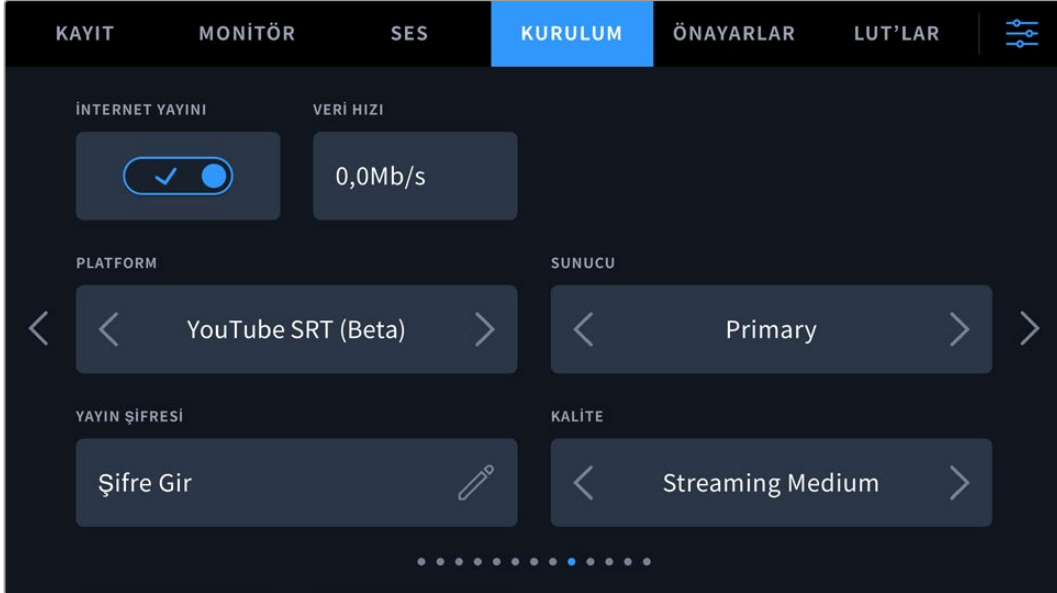 KAYIT MONİTÖR SES KURULUM ÖNAYARLAR LUT’LAR
İNTERNET YAYINI VERİ HIZI
0,0Mb/s
PLATFORM SUNUCU
YouTube SRT (Beta) Primary
YAYIN ŞİFRESİ KALİTE
Şifre Gir Streaming Medium